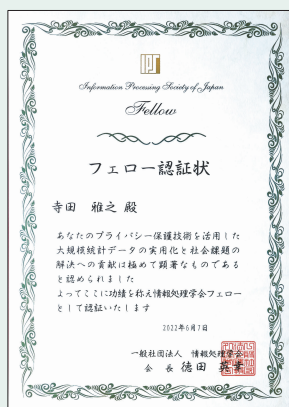 IPSJ
Information Processing Society of Japan
Fellow
フェロー認証状
寺田 雅之 殿
あなたのプライバシー保護技術を活用した
大規模統計データの実用化と社会課題の
解決への貢献は極めて顕著なものである
と認められました
よってここに功績を称え情報処理学会フェロー
として認証いたします
2022年6月7日
一般社団法人 情報処理学会
会長 徳田 英幸